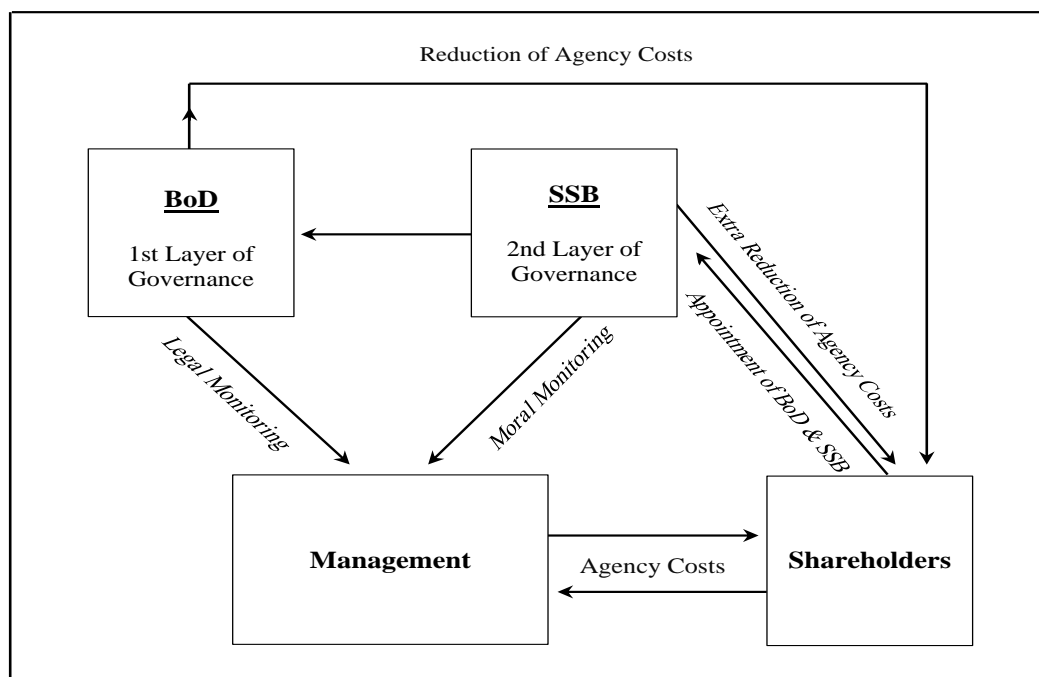 Reduction of Agency Costs
BoD
1st Layer of
Governance
SSB
2nd Layer of
Governance
Extra Reduction of Agency Costs
Appointment of BoD & SSB
Legal Monitoring
Moral Monitoring
Management
Agency Costs
Shareholders